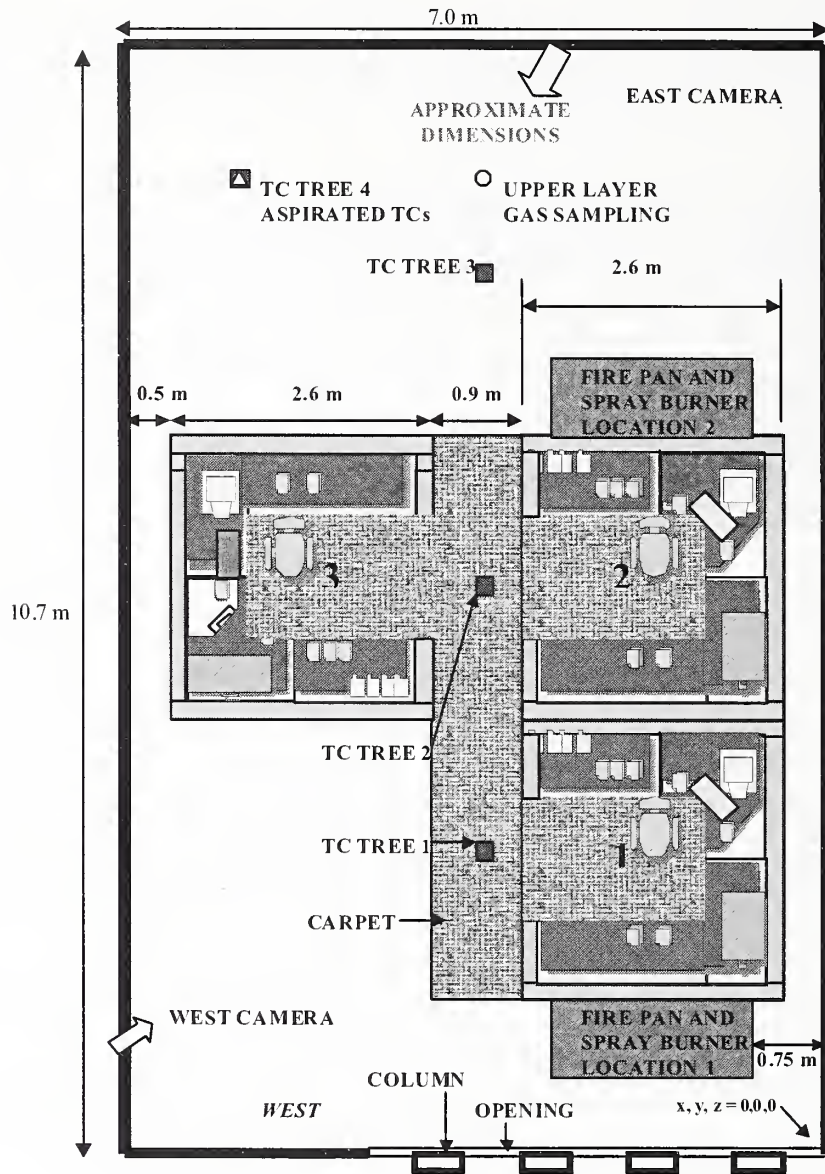 7.0 m
EAST CAMERA
APPROXIMATE
DIMENSIONS
TC TREE 4
ASPIRATED TCs
UPPER LAYER
GAS SAMPLING
TC TREE 3
2.6 m
0.5 m
2.6 m
0.9 m
FIRE PAN AND
SPRAY BURNER
LOCATION 2
3
2
10.7 m
TC TREE 2
TC TREE 1
1
CARPET
WEST CAMERA
FIRE PAN AND
SPRAY BURNER
LOCATION 1
0.75 m
COLUMN
WEST
OPENING
x, y, z = 0,0,0